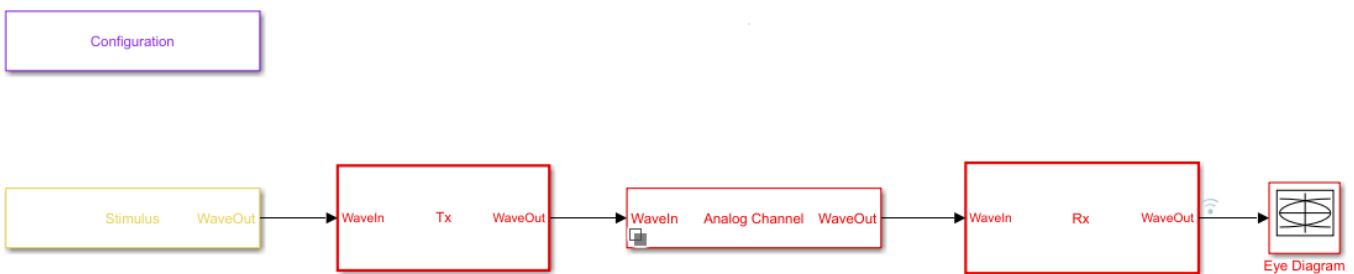 Configuration
Stimulus WaveOut
WaveIn Tx WaveOut
WaveIn Analog Channel WaveOut
WaveIn Rx WaveOut
Eye Diagram